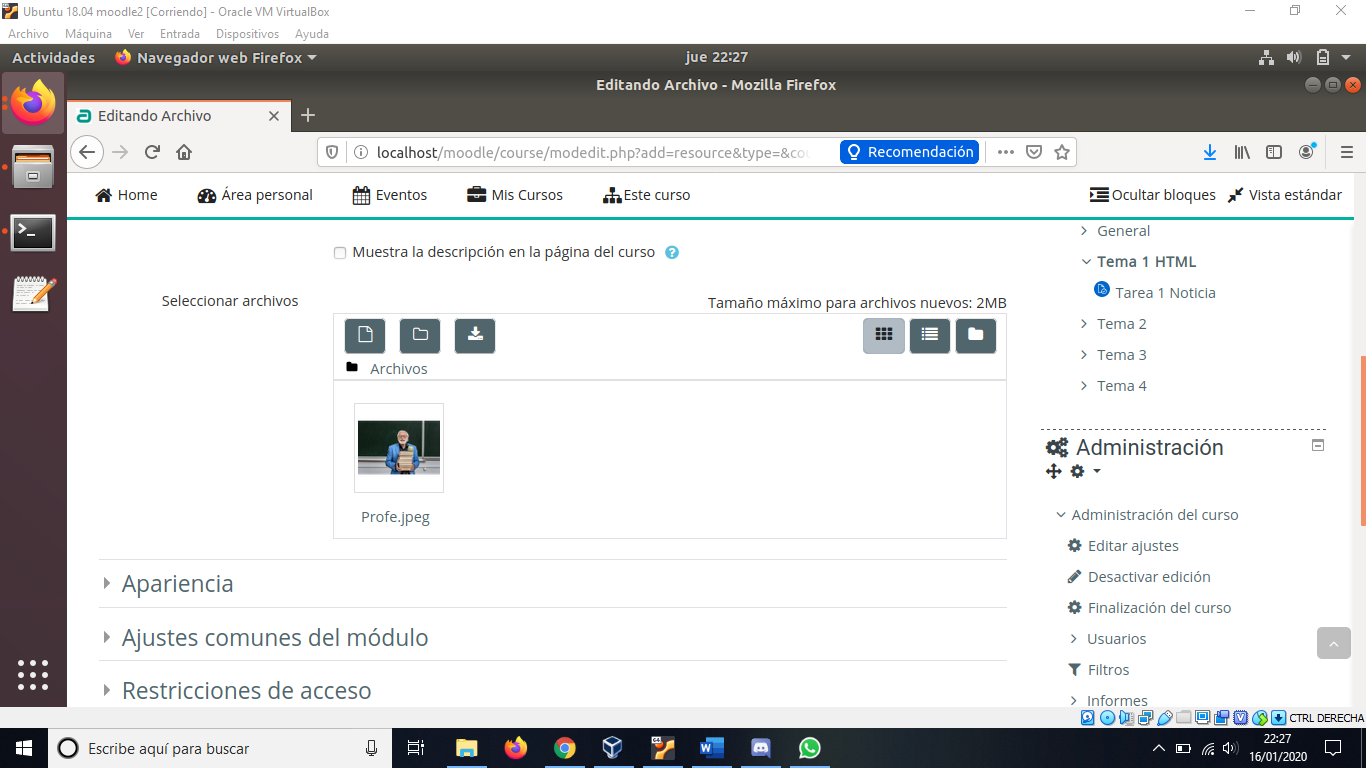 Ubuntu 18.04 moodle2 [Corriendo] - Oracle VM VirtualBox
Archivo Máquina Ver Entrada Dispositivos Ayuda
Actividades Navegador web Firefox jue 22:27
Editando Archivo - Mozilla Firefox
Editando Archivo
localhost/moodle/course/modedit.php?add=resource&type=&cou Recomendación
Home Área personal Eventos Mis Cursos Este curso Ocultar bloques Vista estándar
Muestra la descripción en la página del curso
Seleccionar archivos
Tamaño máximo para archivos nuevos: 2MB
Archivos
Profe.jpeg
Apariencia
Ajustes comunes del módulo
Restricciones de acceso
General
Tema 1 HTML
Tarea 1 Noticia
Tema 2
Tema 3
Tema 4
Administración
Administración del curso
Editar ajustes
Desactivar edición
Finalización del curso
Usuarios
Filtros
Informes
CTRL DERECHA
Escribe aquí para buscar
22:27
16/01/2020